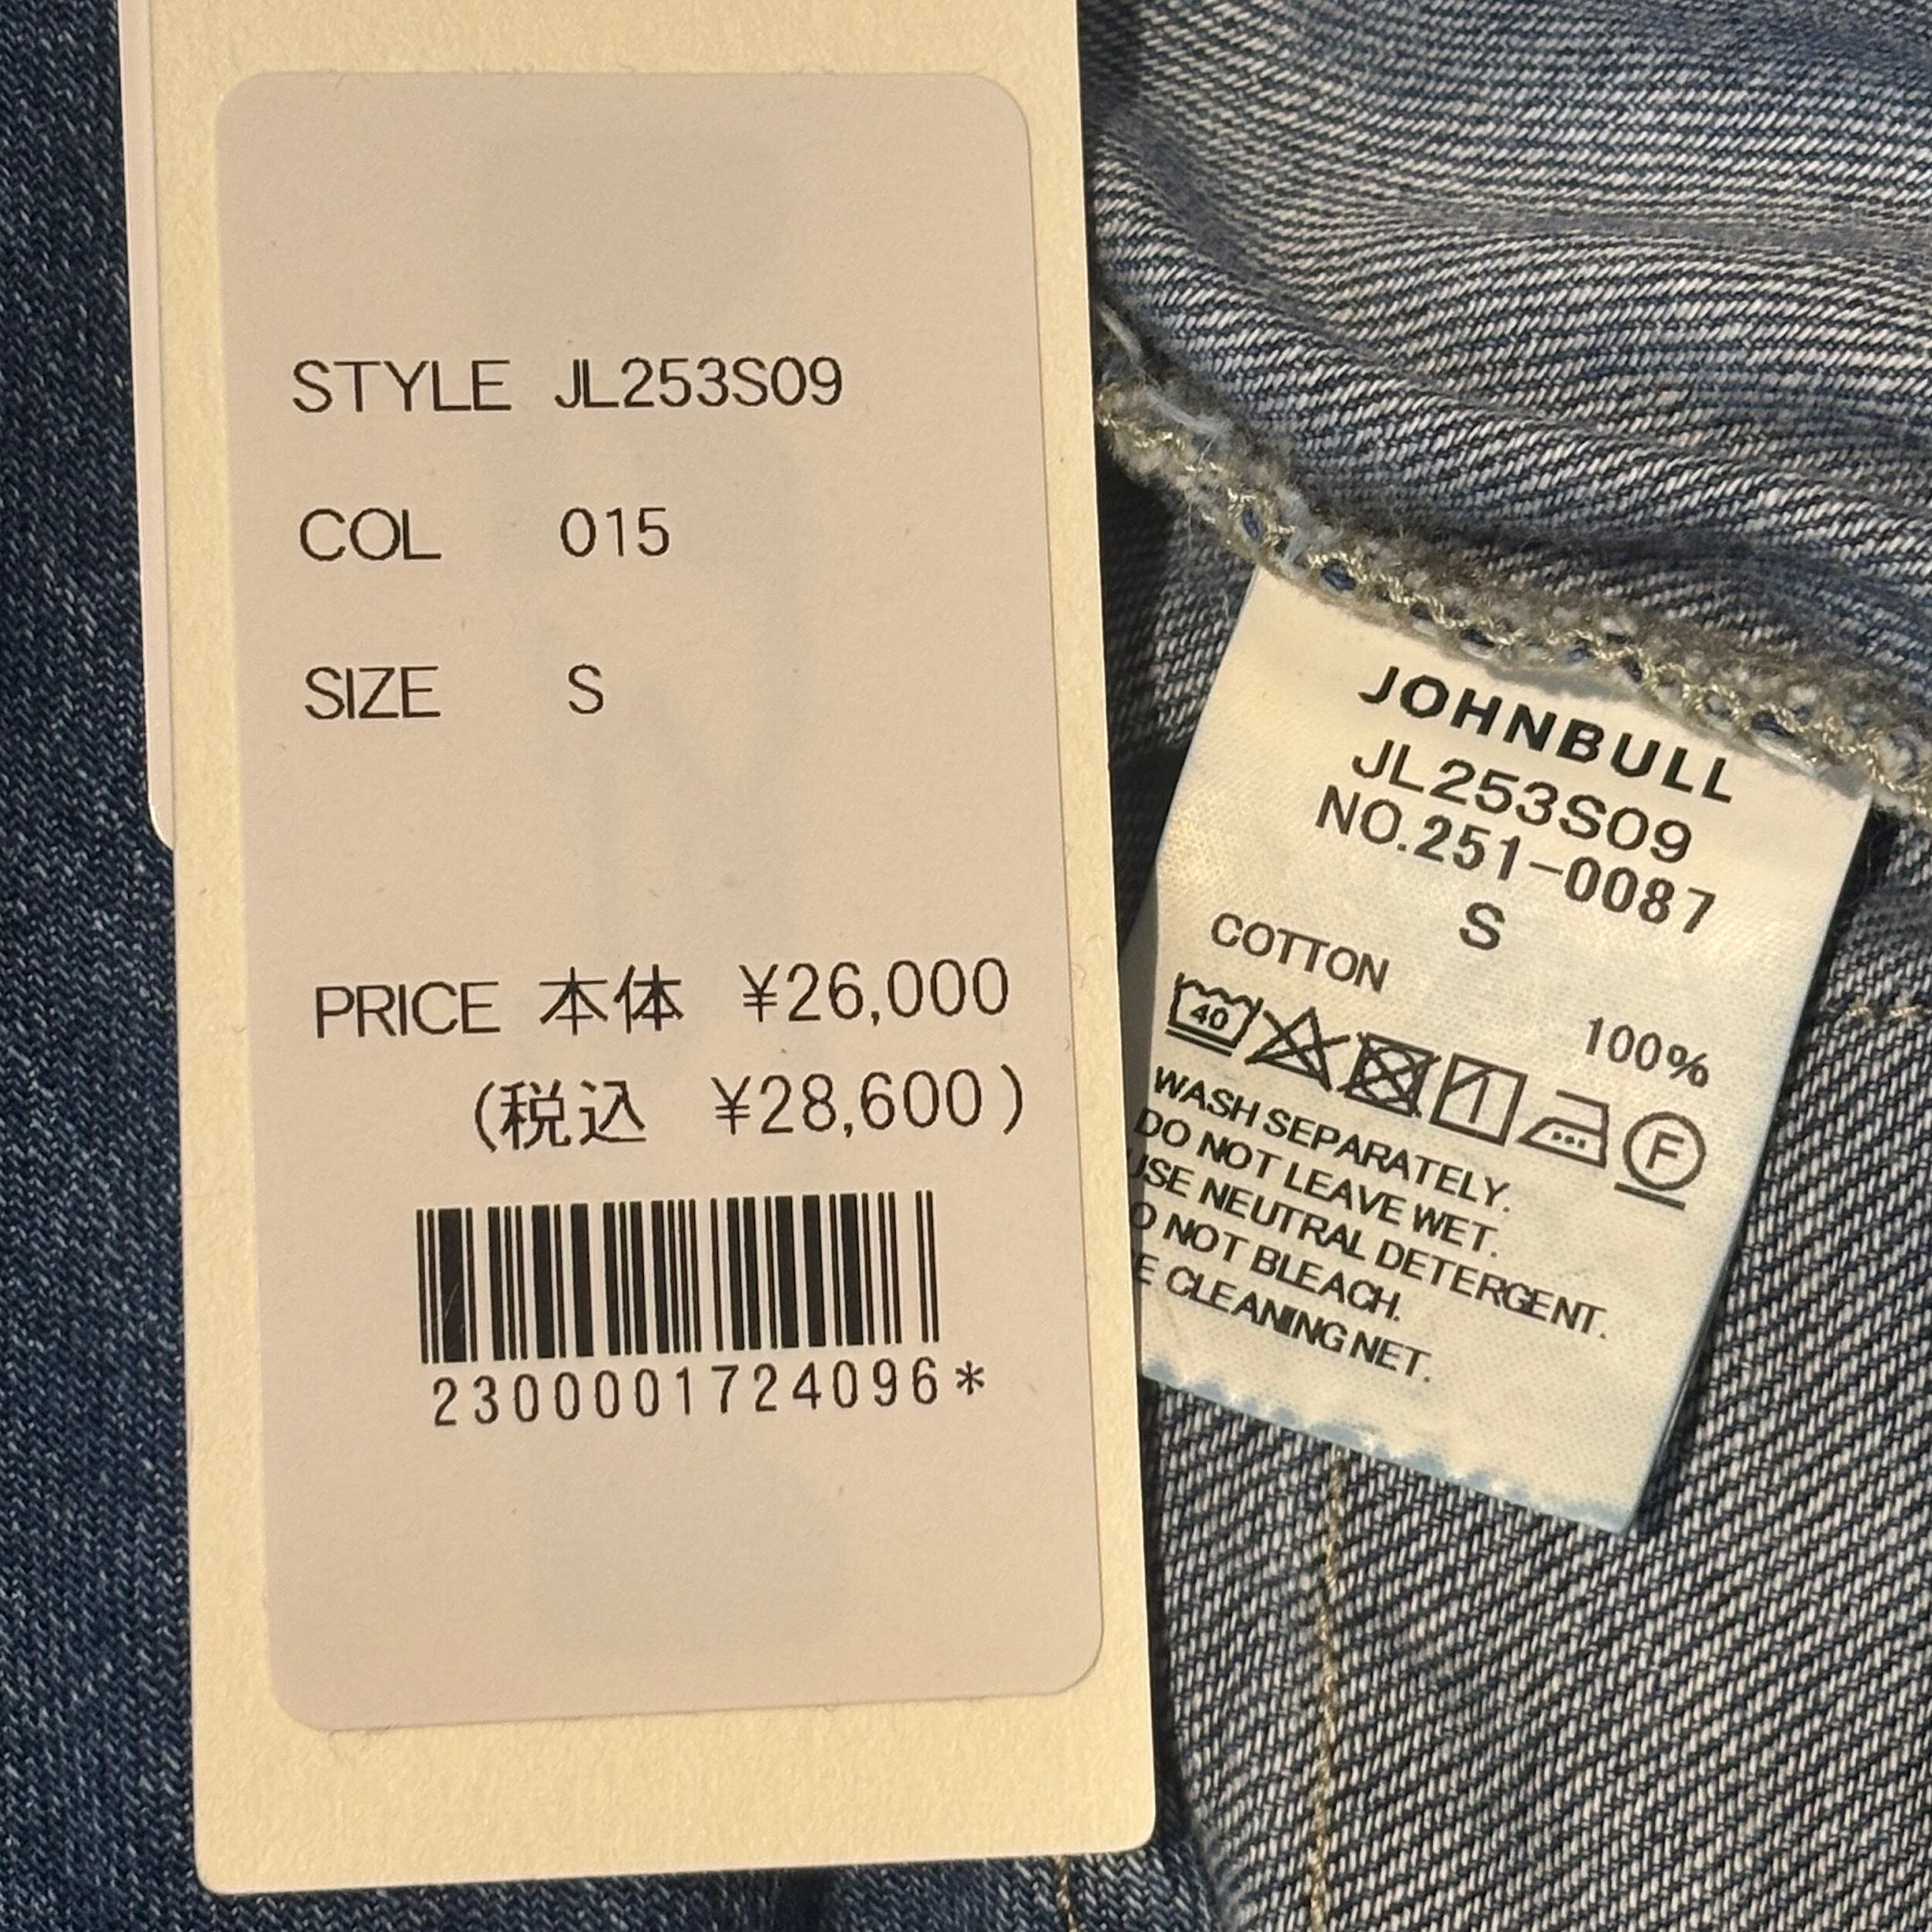 STYLE JL253S09
COL 015
SIZE S
PRICE 本体 ¥26,000
(税込 ¥28,600)
2300001724096*
JOHNBULL
JL253S09
NO.251-0087
S
COTTON
100%
40
F
WASH SEPARATELY.
DO NOT LEAVE WET.
USE NEUTRAL DETERGENT.
O NOT BLEACH.
E CLEANING NET.